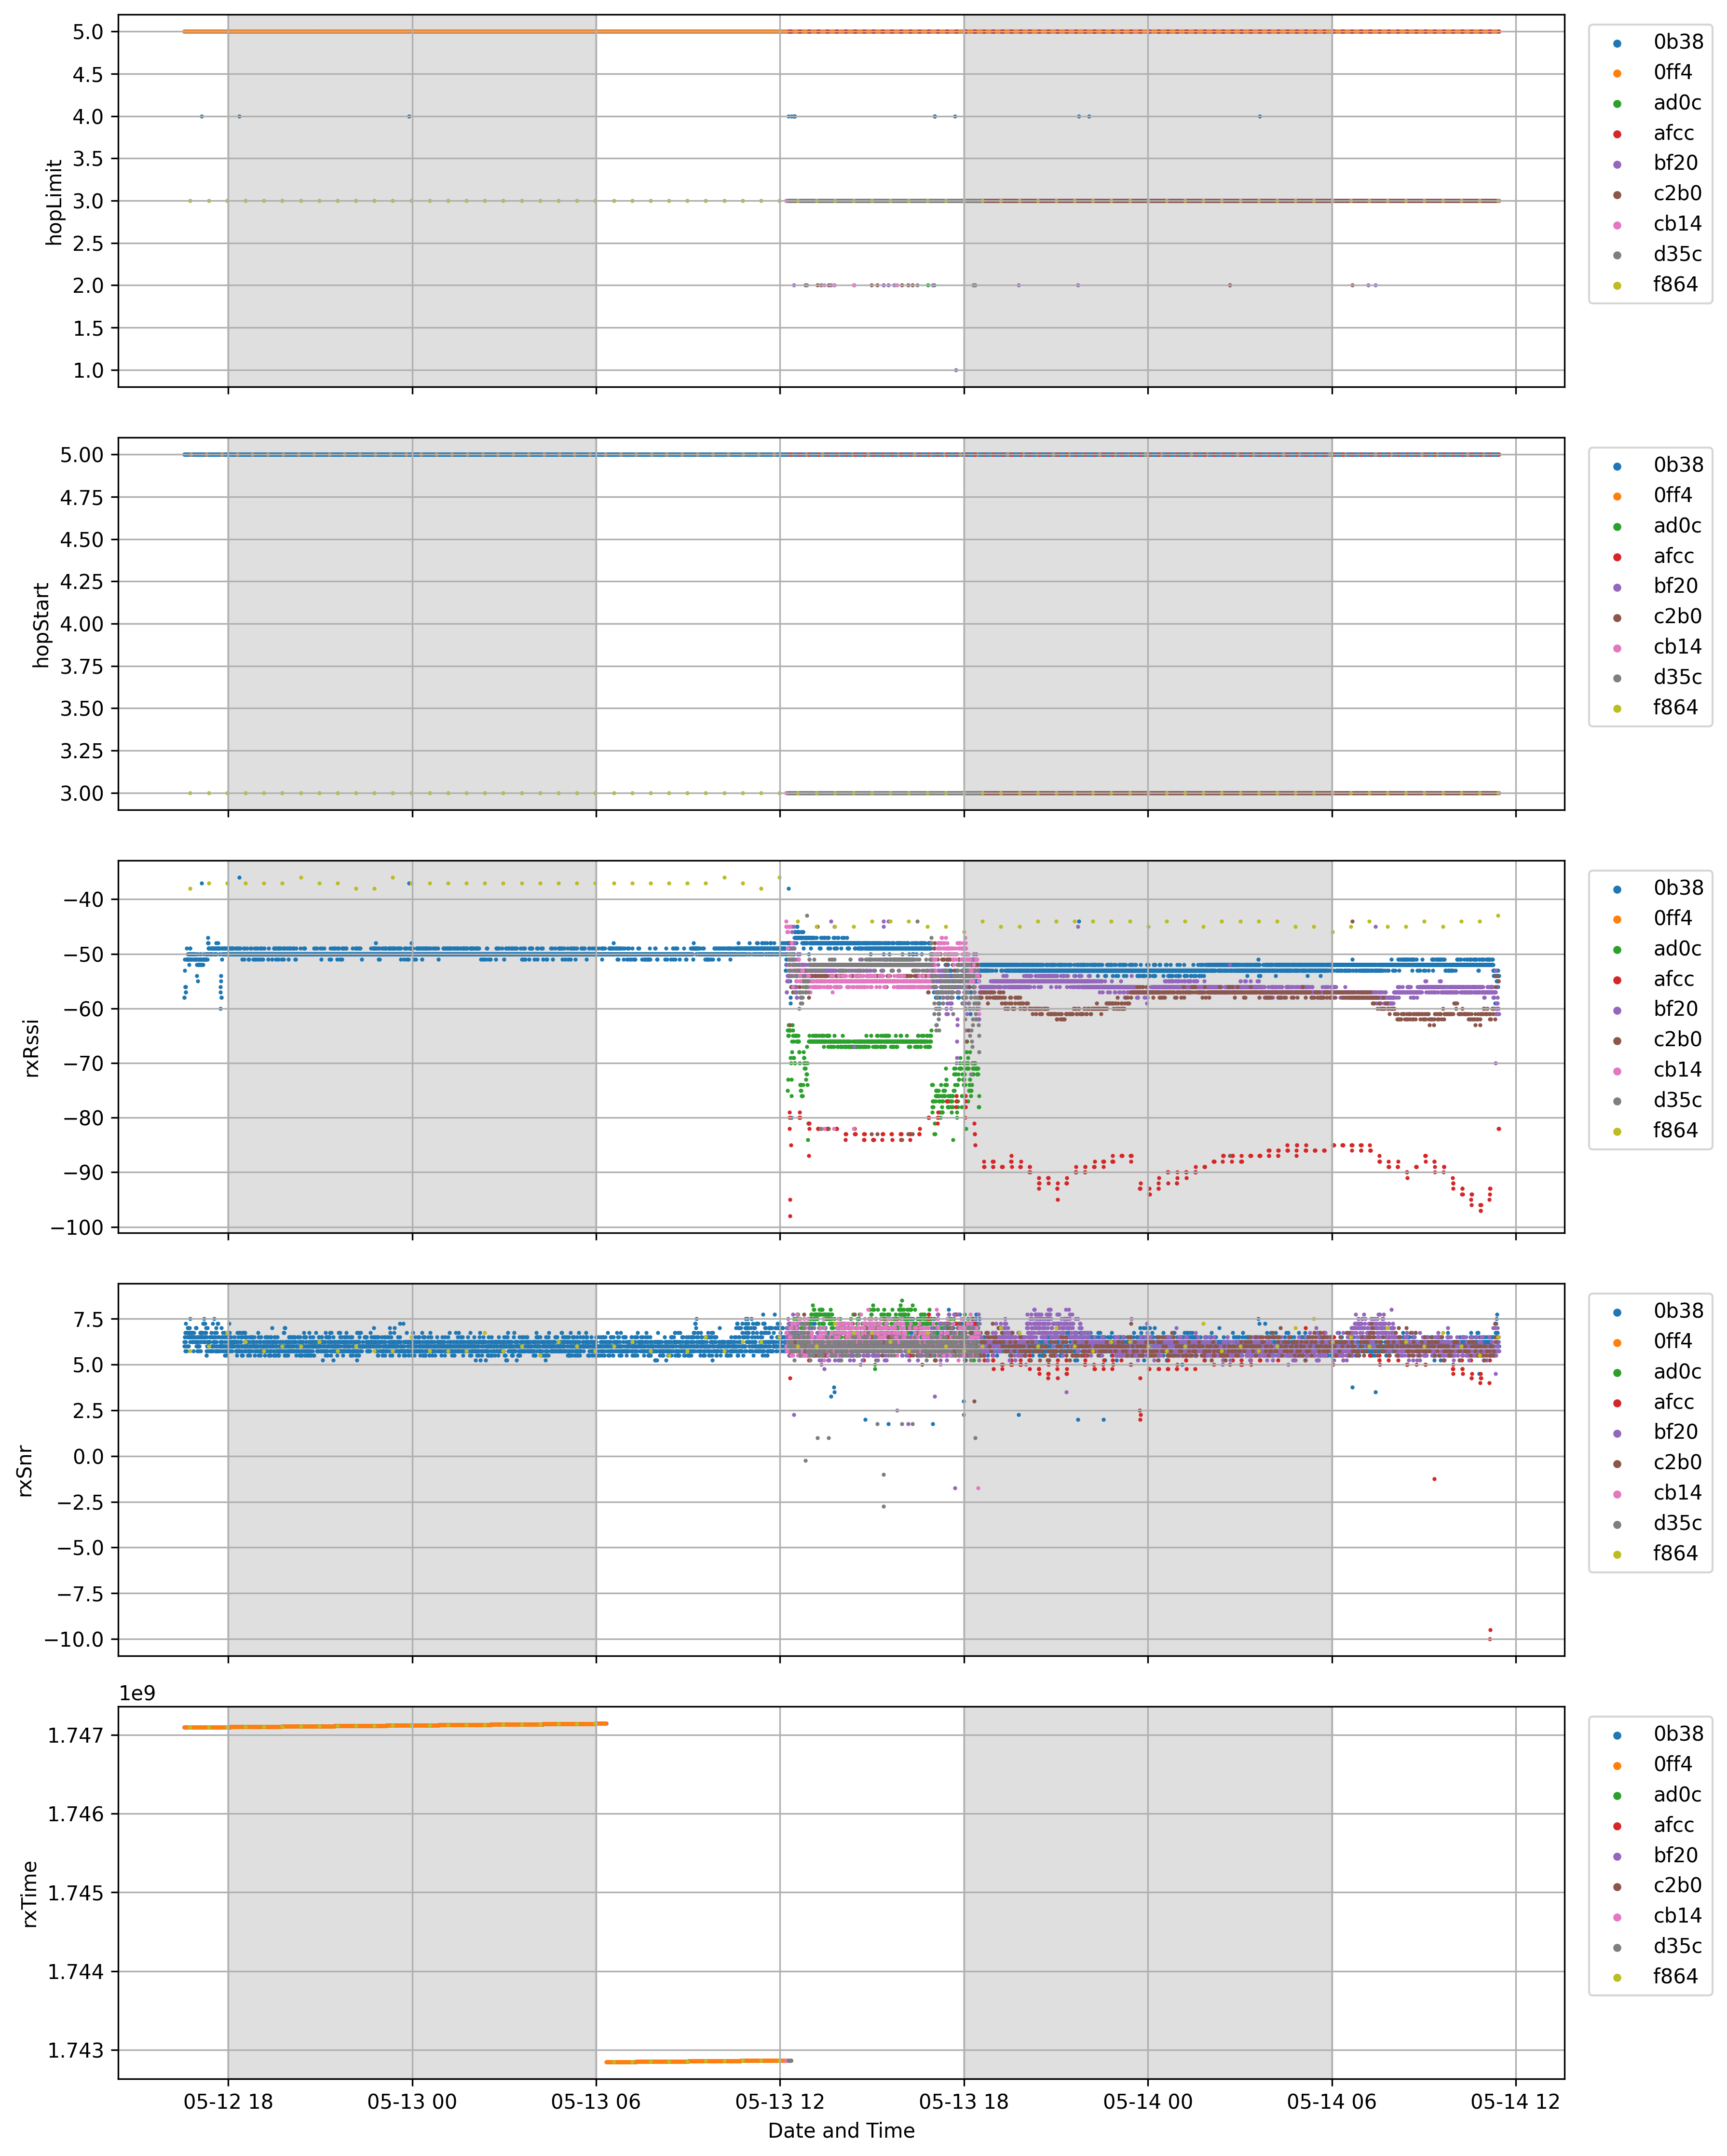 5.0
4.5
4.0
3.5
3.0
2.5
2.0
1.5
1.0
hopLimit
0b38
0ff4
ad0c
afcc
bf20
c2b0
cb14
d35c
f864
5.00
4.75
4.50
4.25
4.00
3.75
3.50
3.25
3.00
hopStart
0b38
0ff4
ad0c
afcc
bf20
c2b0
cb14
d35c
f864
−40
−50
−60
−70
−80
−90
−100
rxRssi
0b38
0ff4
ad0c
afcc
bf20
c2b0
cb14
d35c
f864
7.5
5.0
2.5
0.0
−2.5
−5.0
−7.5
−10.0
rxSnr
0b38
0ff4
ad0c
afcc
bf20
c2b0
cb14
d35c
f864
1e9
1.747
1.746
1.745
1.744
1.743
rxTime
0b38
0ff4
ad0c
afcc
bf20
c2b0
cb14
d35c
f864
05-12 18 05-13 00 05-13 06 05-13 12 05-13 18 05-14 00 05-14 06 05-14 12
Date and Time